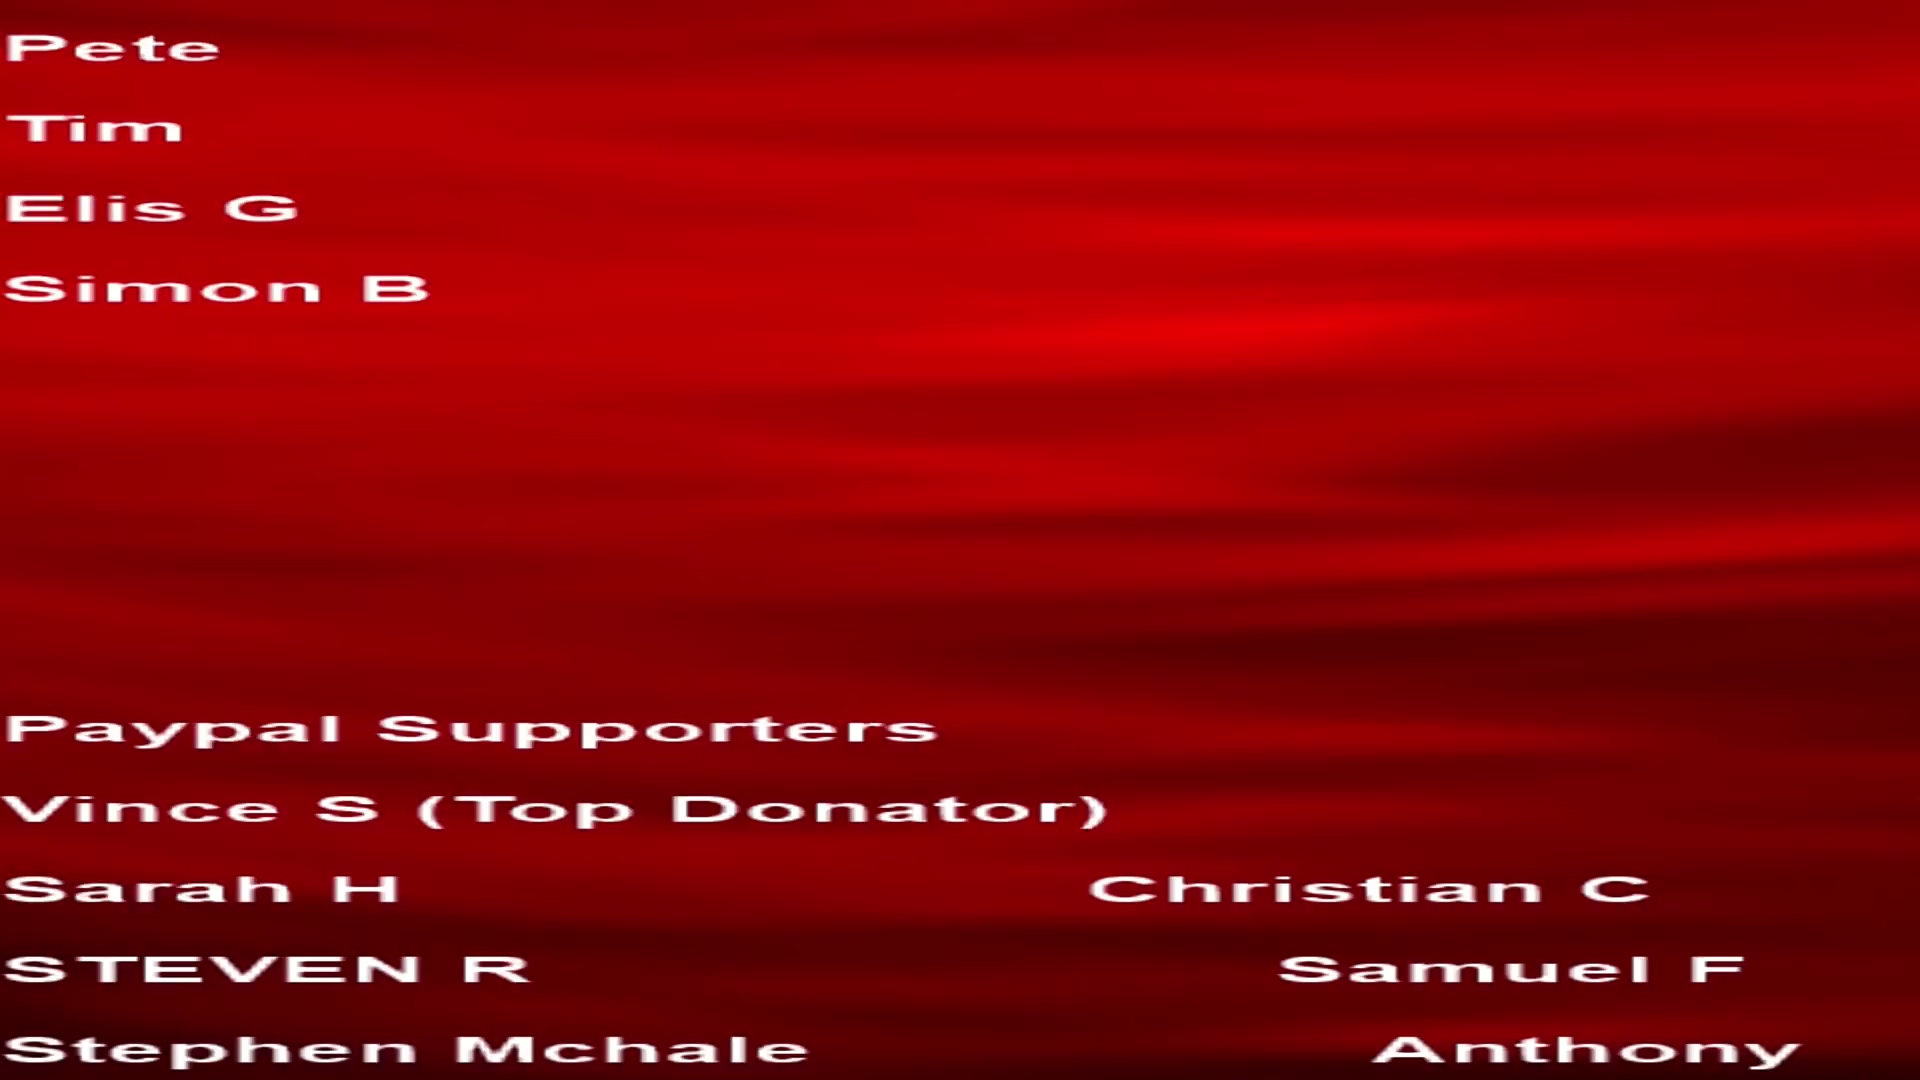 Pete
Tim
Elis G
Simon B
Paypal Supporters
Vince S (Top Donator)
Sarah H Christian C
STEVEN R Samuel F
Stephen Mchale Anthony